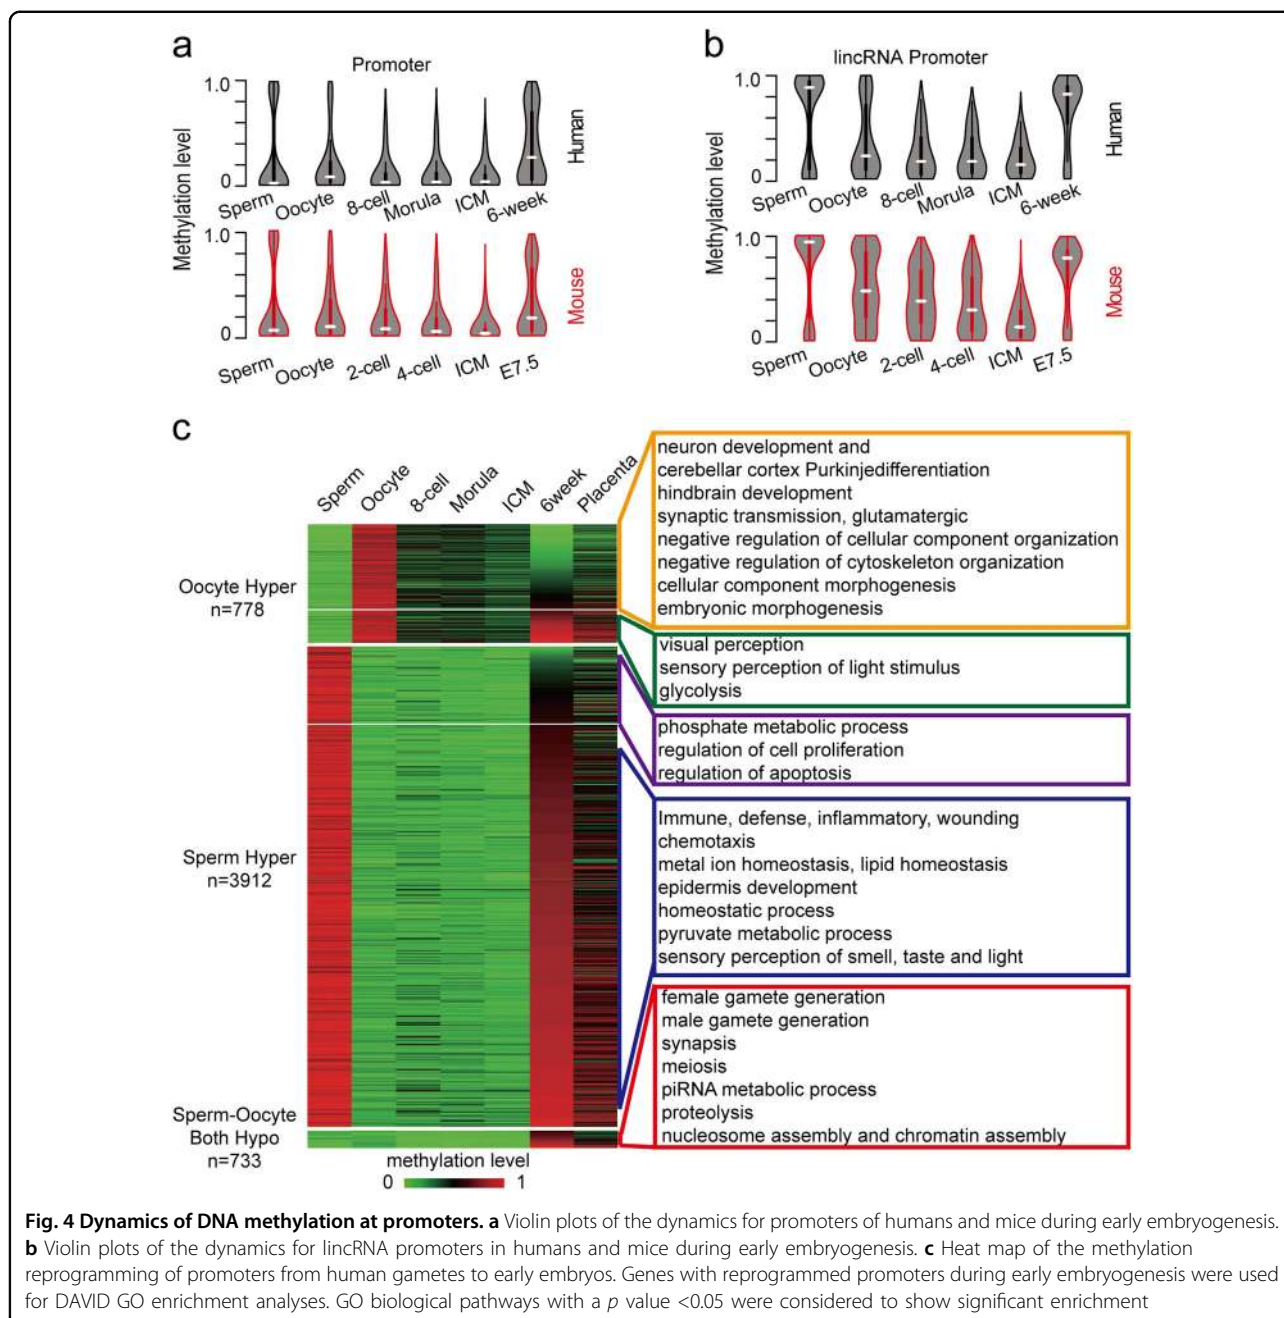 a
Promoter
Methylation level
1.0
0
Human
Sperm
Oocyte
8-cell
Morula
ICM
6-week
1.0
0
Mouse
Sperm
Oocyte
2-cell
4-cell
ICM
E7.5
b
lincRNA Promoter
Methylation level
1.0
0
Human
Sperm
Oocyte
8-cell
Morula
ICM
6-week
1.0
0
Mouse
Sperm
Oocyte
2-cell
4-cell
ICM
E7.5
c
Sperm
Oocyte
8-cell
Morula
ICM
6week
Placenta
Oocyte Hyper
n=778
Sperm Hyper
n=3912
Sperm-Oocyte
Both Hypo
n=733
methylation level
0 1
neuron development and
cerebellar cortex Purkinjedifferentiation
hindbrain development
synaptic transmission, glutamatergic
negative regulation of cellular component organization
negative regulation of cytoskeleton organization
cellular component morphogenesis
embryonic morphogenesis
visual perception
sensory perception of light stimulus
glycolysis
phosphate metabolic process
regulation of cell proliferation
regulation of apoptosis
Immune, defense, inflammatory, wounding
chemotaxis
metal ion homeostasis, lipid homeostasis
epidermis development
homeostatic process
pyruvate metabolic process
sensory perception of smell, taste and light
female gamete generation
male gamete generation
synapsis
meiosis
piRNA metabolic process
proteolysis
nucleosome assembly and chromatin assembly
Fig. 4 Dynamics of DNA methylation at promoters. a Violin plots of the dynamics for promoters of humans and mice during early embryogenesis.
b Violin plots of the dynamics for lincRNA promoters in humans and mice during early embryogenesis. c Heat map of the methylation
reprogramming of promoters from human gametes to early embryos. Genes with reprogrammed promoters during early embryogenesis were used
for DAVID GO enrichment analyses. GO biological pathways with a p value <0.05 were considered to show significant enrichment